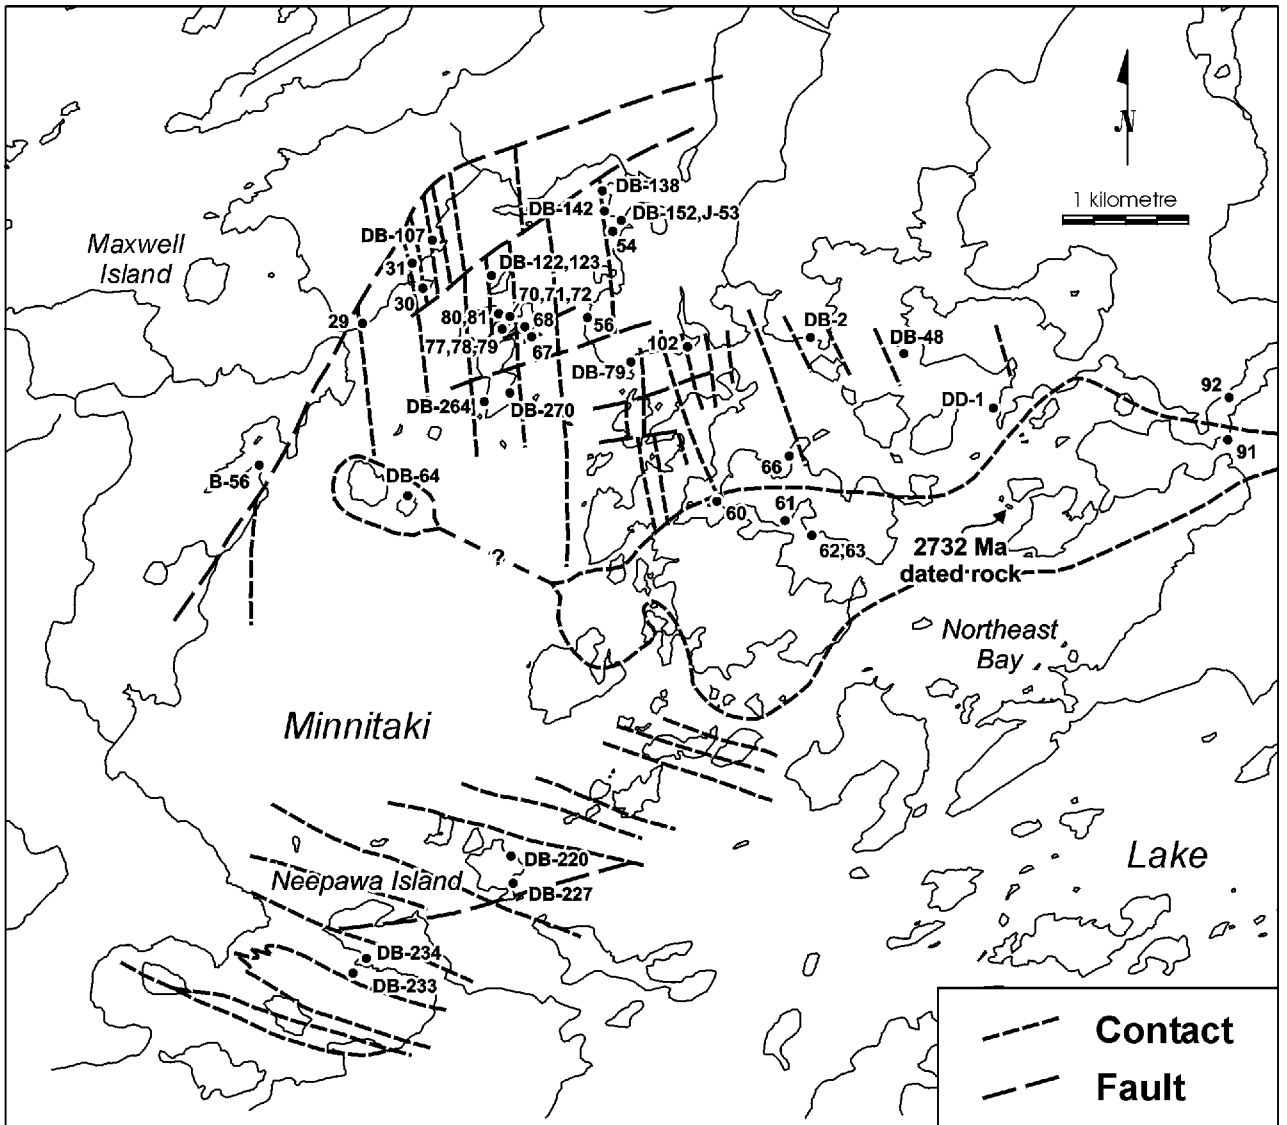 N
1 kilometre
DB-138
DB-142
DB-152,J-53
54
DB-107
Maxwell
Island
31
DB-122,123
30
70,71,72
29
80,81
68
56
77,78,79
67
102
DB-79
DB-2
DB-48
DB-264
DB-270
DD-1
92
91
B-56
DB-64
66
60
61
62,63
?
2732 Ma
dated rock
Northeast
Bay
Minnitaki
Lake
DB-220
Neepawa Island
DB-227
DB-234
DB-233
Contact
Fault